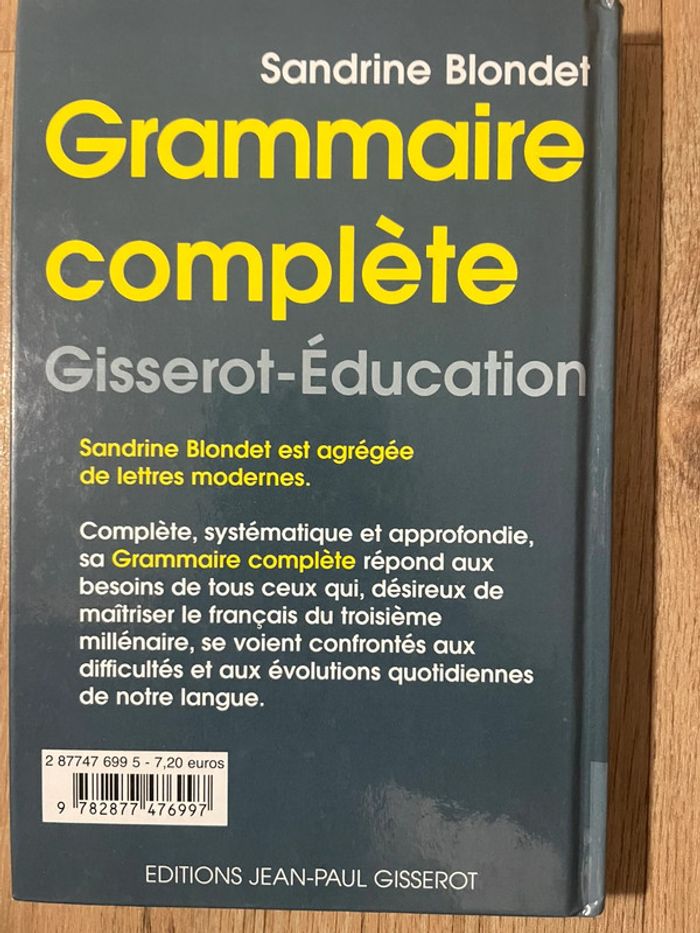 Sandrine Blondet
Grammaire
complète
Gisserot-Éducation
Sandrine Blondet est agrégée
de lettres modernes.
Complète, systématique et approfondie,
sa Grammaire complète répond aux
besoins de tous ceux qui, désireux de
maîtriser le français du troisième
millénaire, se voient confrontés aux
difficultés et aux évolutions quotidiennes
de notre langue.
2 87747 699 5 - 7,20 euros
9 782877 476997
EDITIONS JEAN-PAUL GISSEROT